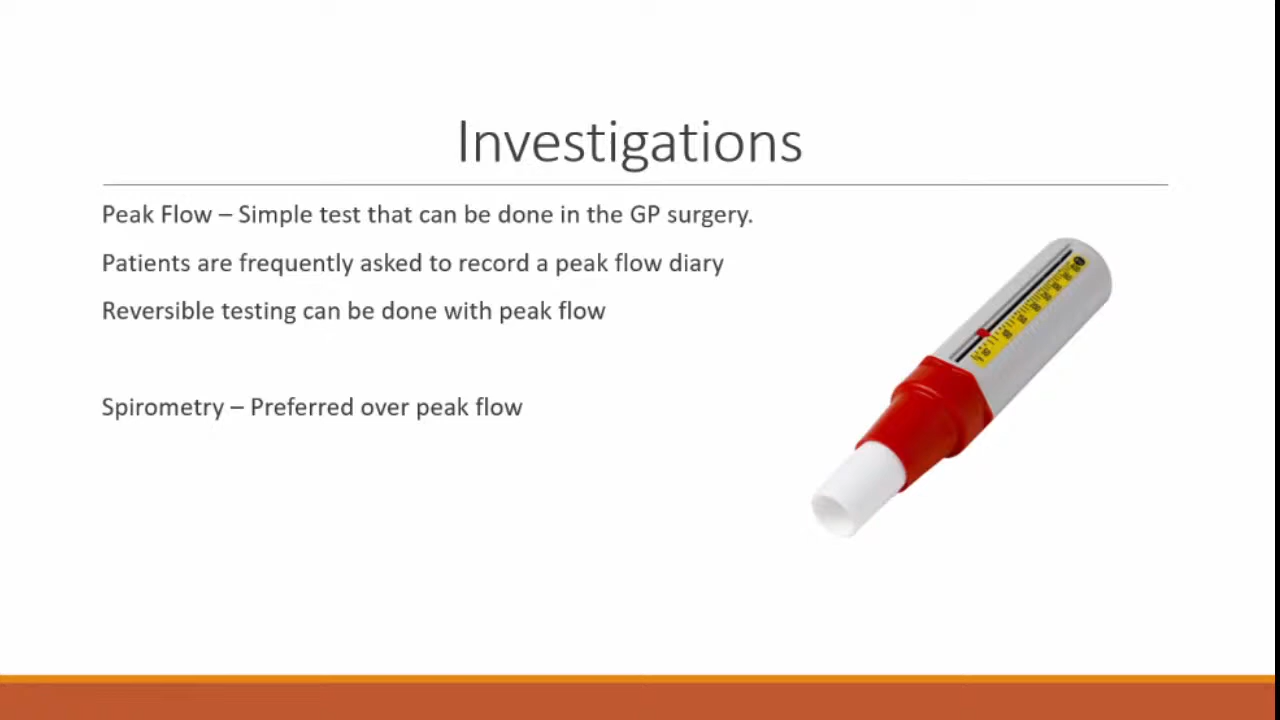 Investigations
Peak Flow – Simple test that can be done in the GP surgery.
Patients are frequently asked to record a peak flow diary
Reversible testing can be done with peak flow
Spirometry – Preferred over peak flow